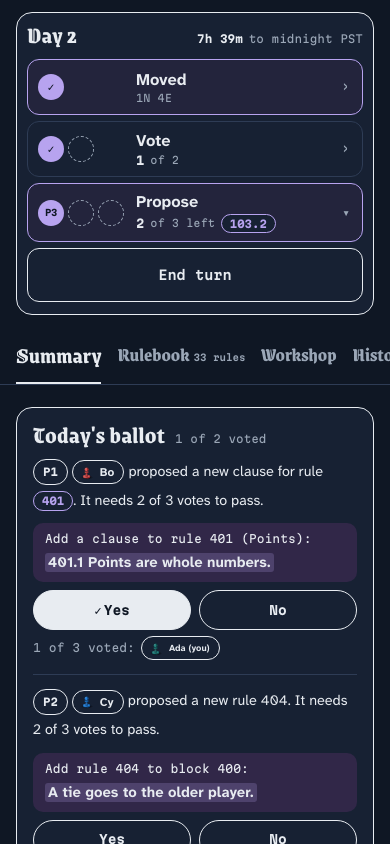 Day 2 7h 39m to midnight PST
✓ Moved ›
1N 4E
✓ Vote ›
1 of 2
P3 Propose ▾
2 of 3 left 103.2
End turn
Summary Rulebook 33 rules Workshop Histo
Today's ballot 1 of 2 voted
P1 Bo proposed a new clause for rule
401. It needs 2 of 3 votes to pass.
Add a clause to rule 401 (Points):
401.1 Points are whole numbers.
✓Yes No
1 of 3 voted: Ada (you)
P2 Cy proposed a new rule 404. It needs
2 of 3 votes to pass.
Add rule 404 to block 400:
A tie goes to the older player.
Yes No